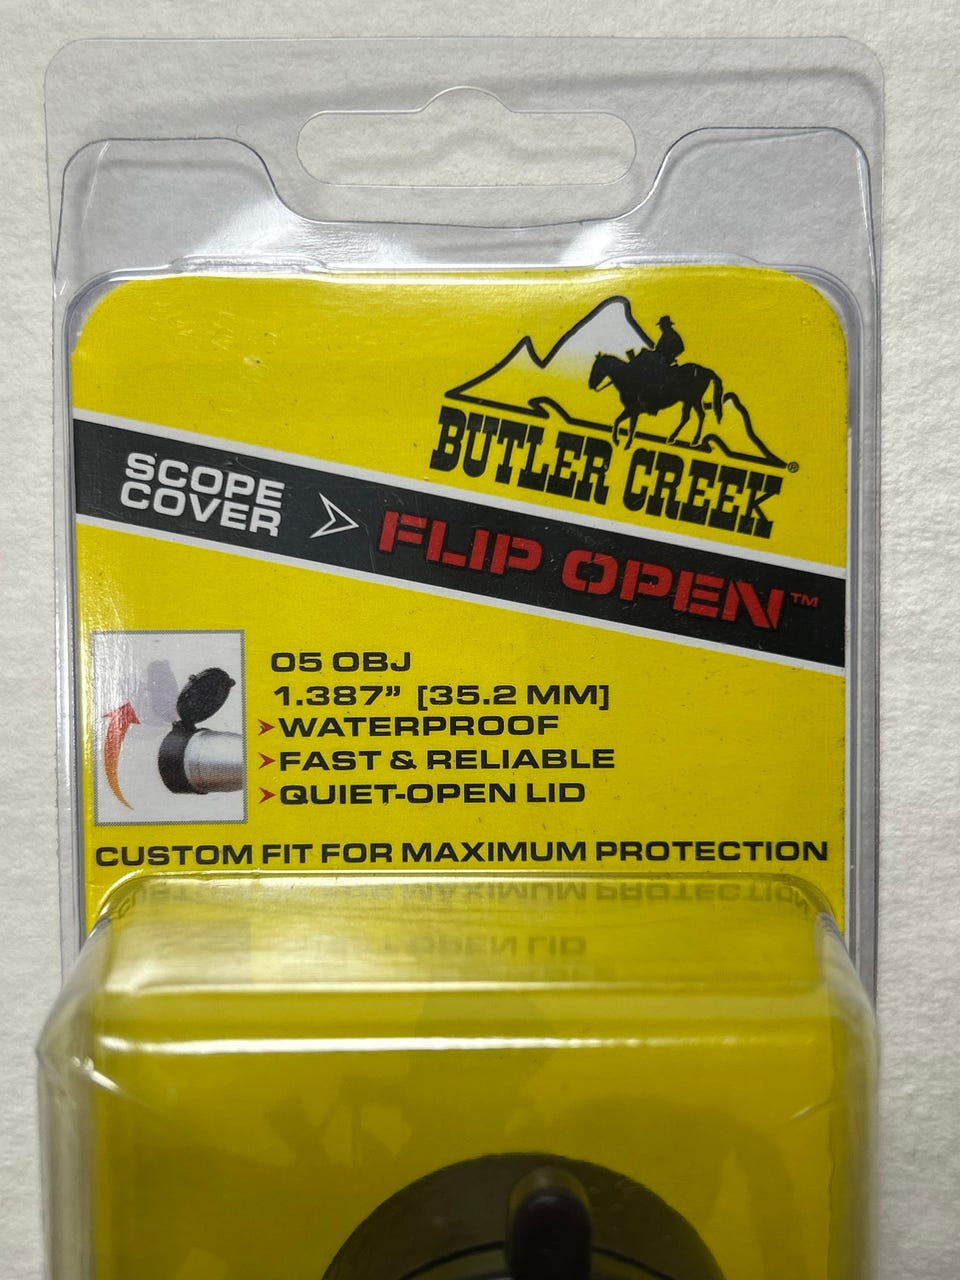 BUTLER CREEK®
SCOPE
COVER
FLIP OPEN™
05 OBJ
1.387” [35.2 MM]
WATERPROOF
FAST & RELIABLE
QUIET-OPEN LID
CUSTOM FIT FOR MAXIMUM PROTECTION